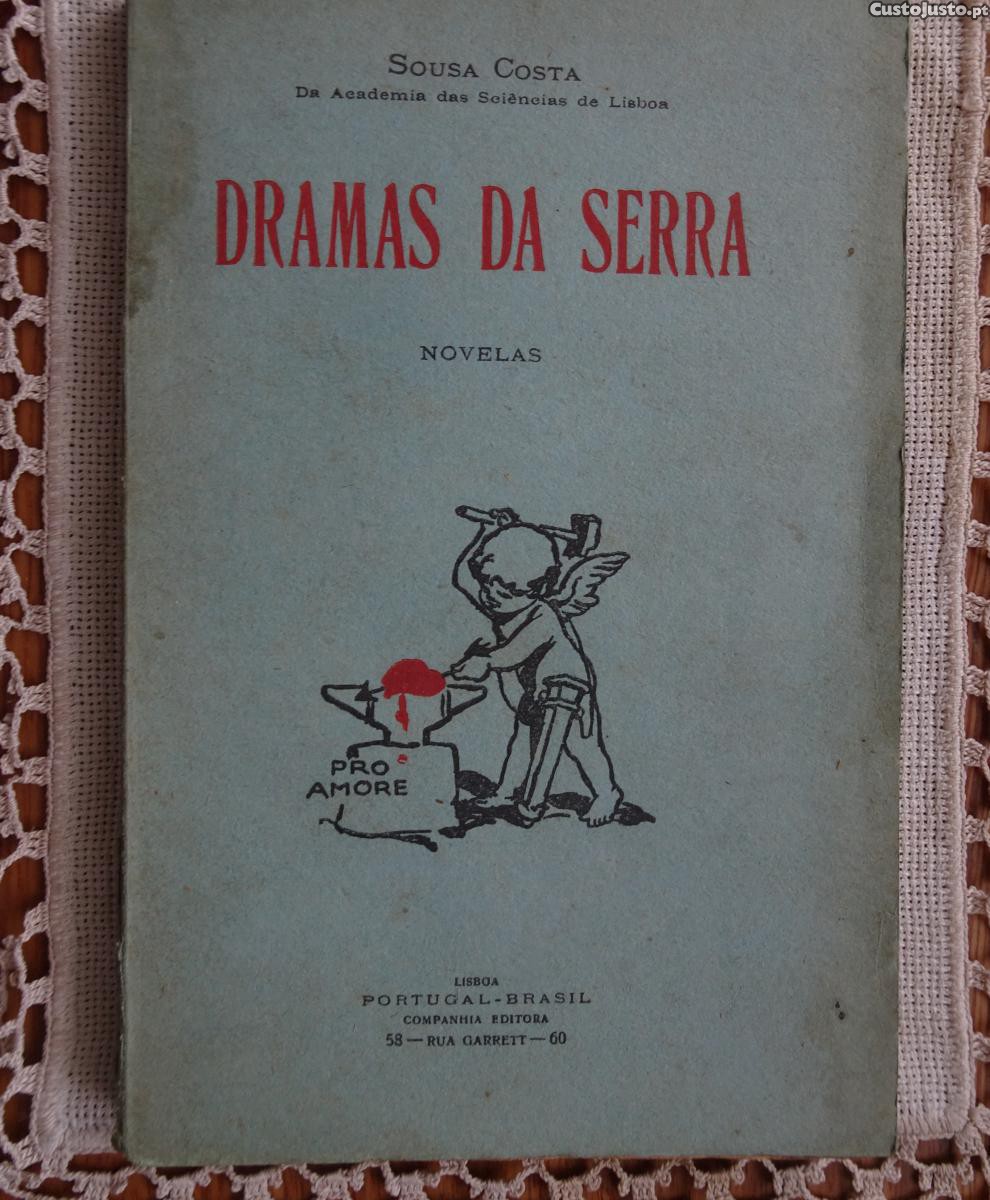 CustoJusto.pt
SOUSA COSTA
Da Academia das Sciências de Lisboa
DRAMAS DA SERRA
NOVELAS
PRO
AMORE
LISBOA
PORTUGAL-BRASIL
COMPANHIA EDITORA
58 — RUA GARRETT — 60